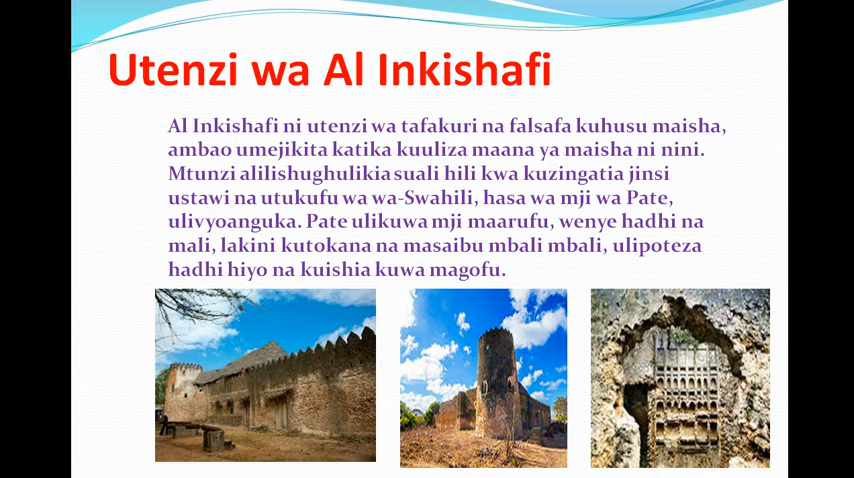 Utenzi wa Al Inkishafi
Al Inkishafi ni utenzi wa tafakuri na falsafa kuhusu maisha,
ambao umejikita katika kuuliza maana ya maisha ni nini.
Mtunzi alilishughulikia suali hili kwa kuzingatia jinsi
ustawi na utukufu wa wa-Swahili, hasa wa mji wa Pate,
ulivyoanguka. Pate ulikuwa mji maarufu, wenye hadhi na
mali, lakini kutokana na masaibu mbali mbali, ulipoteza
hadhi hiyo na kuishia kuwa magofu.